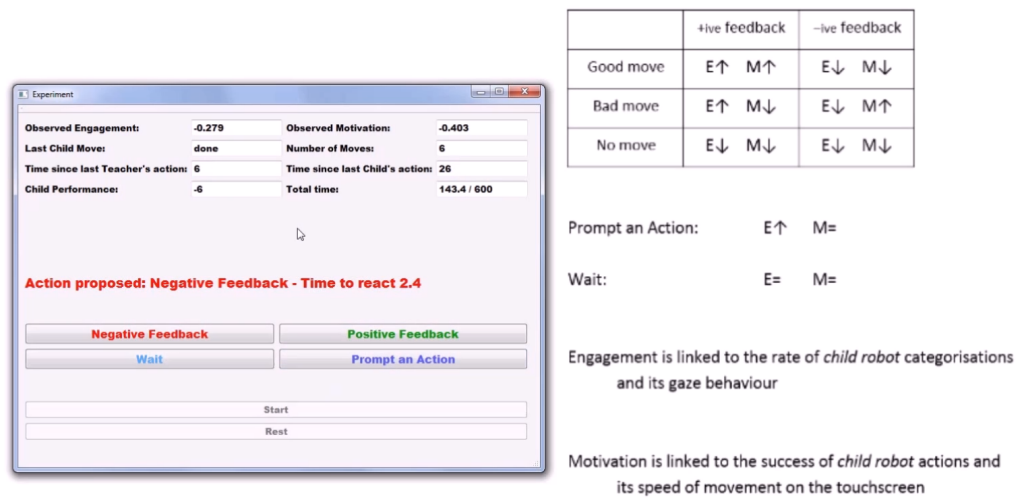 Experiment
Observed Engagement: -0.279 Observed Motivation: -0.403
Last Child Move: done Number of Moves: 6
Time since last Teacher's action: 6 Time since last Child's action: 26
Child Performance: -6 Total time: 143.4 / 600
Action proposed: Negative Feedback - Time to react 2.4
Negative Feedback Positive Feedback
Wait Prompt an Action
Start
Rest
+ive feedback –ive feedback
Good move E↑ M↑ E↓ M↓
Bad move E↑ M↓ E↓ M↑
No move E↓ M↓ E↓ M↓
Prompt an Action: E↑ M=
Wait: E= M=
Engagement is linked to the rate of child robot categorisations
and its gaze behaviour
Motivation is linked to the success of child robot actions and
its speed of movement on the touchscreen